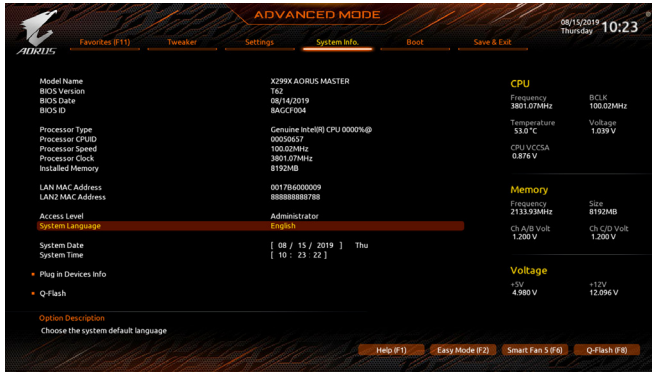 ADVANCED MODE
08/15/2019 Thursday 10:23
AORUS
Favorites (F11) Tweaker Settings System Info. Boot Save & Exit
Model Name X299X AORUS MASTER
BIOS Version T62
BIOS Date 08/14/2019
BIOS ID 8AGCF004
Processor Type Genuine Intel(R) CPU 0000%@
Processor CPUID 00050657
Processor Speed 100.02MHz
Processor Clock 3801.07MHz
Installed Memory 8192MB
LAN MAC Address 0017B6000009
LAN2 MAC Address 888888888788
Access Level Administrator
System Language English
System Date [ 08 / 15 / 2019 ] Thu
System Time [ 10 : 23 : 22 ]
Plug in Devices Info
Q-Flash
Option Description
Choose the system default language
CPU
Frequency BCLK
3801.07MHz 100.02MHz
Temperature Voltage
53.0 °C 1.039 V
CPU VCCSA
0.876 V
Memory
Frequency Size
2133.93MHz 8192MB
Ch A/B Volt Ch C/D Volt
1.200 V 1.200 V
Voltage
+5V +12V
4.980 V 12.096 V
Help (F1) Easy Mode (F2) Smart Fan 5 (F6) Q-Flash (F8)